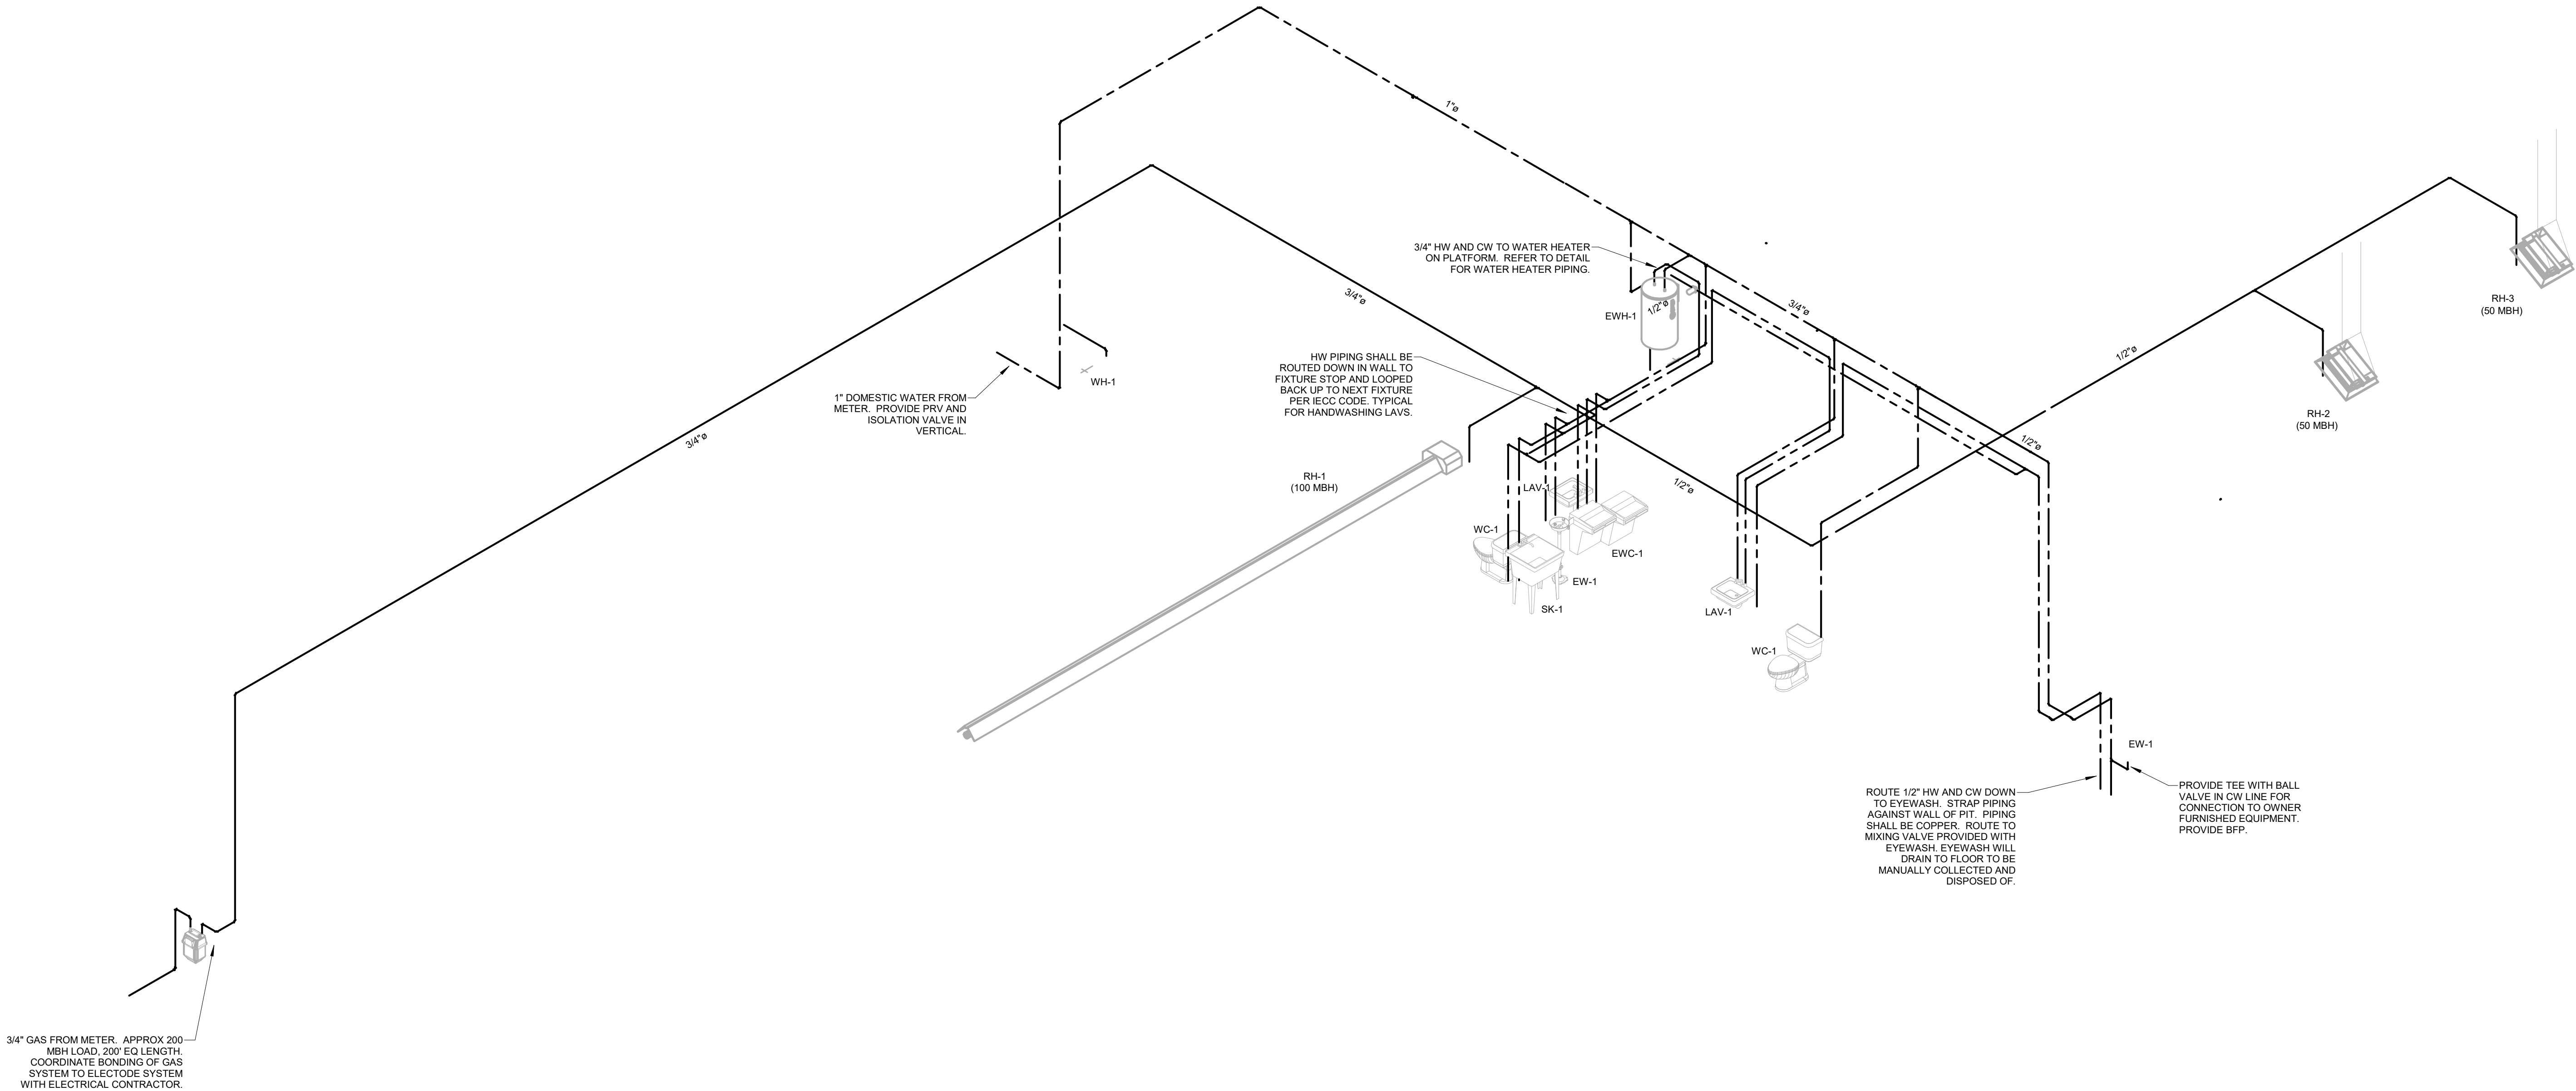 1"ø
3/4" HW AND CW TO WATER HEATER
ON PLATFORM. REFER TO DETAIL
FOR WATER HEATER PIPING.
3/4"ø
EWH-1
1/2"ø
3/4"ø
RH-3
(50 MBH)
1/2"ø
HW PIPING SHALL BE
ROUTED DOWN IN WALL TO
FIXTURE STOP AND LOOPED
BACK UP TO NEXT FIXTURE
PER IECC CODE. TYPICAL
FOR HANDWASHING LAVS.
WH-1
1" DOMESTIC WATER FROM
METER. PROVIDE PRV AND
ISOLATION VALVE IN
VERTICAL.
RH-2
(50 MBH)
3/4"ø
1/2"ø
RH-1
(100 MBH)
LAV-1
1/2"ø
WC-1
EWC-1
EW-1
SK-1
LAV-1
WC-1
EW-1
ROUTE 1/2" HW AND CW DOWN
TO EYEWASH. STRAP PIPING
AGAINST WALL OF PIT. PIPING
SHALL BE COPPER. ROUTE TO
MIXING VALVE PROVIDED WITH
EYEWASH. EYEWASH WILL
DRAIN TO FLOOR TO BE
MANUALLY COLLECTED AND
DISPOSED OF.
PROVIDE TEE WITH BALL
VALVE IN CW LINE FOR
CONNECTION TO OWNER
FURNISHED EQUIPMENT.
PROVIDE BFP.
3/4" GAS FROM METER. APPROX 200
MBH LOAD, 200' EQ LENGTH.
COORDINATE BONDING OF GAS
SYSTEM TO ELECTODE SYSTEM
WITH ELECTRICAL CONTRACTOR.